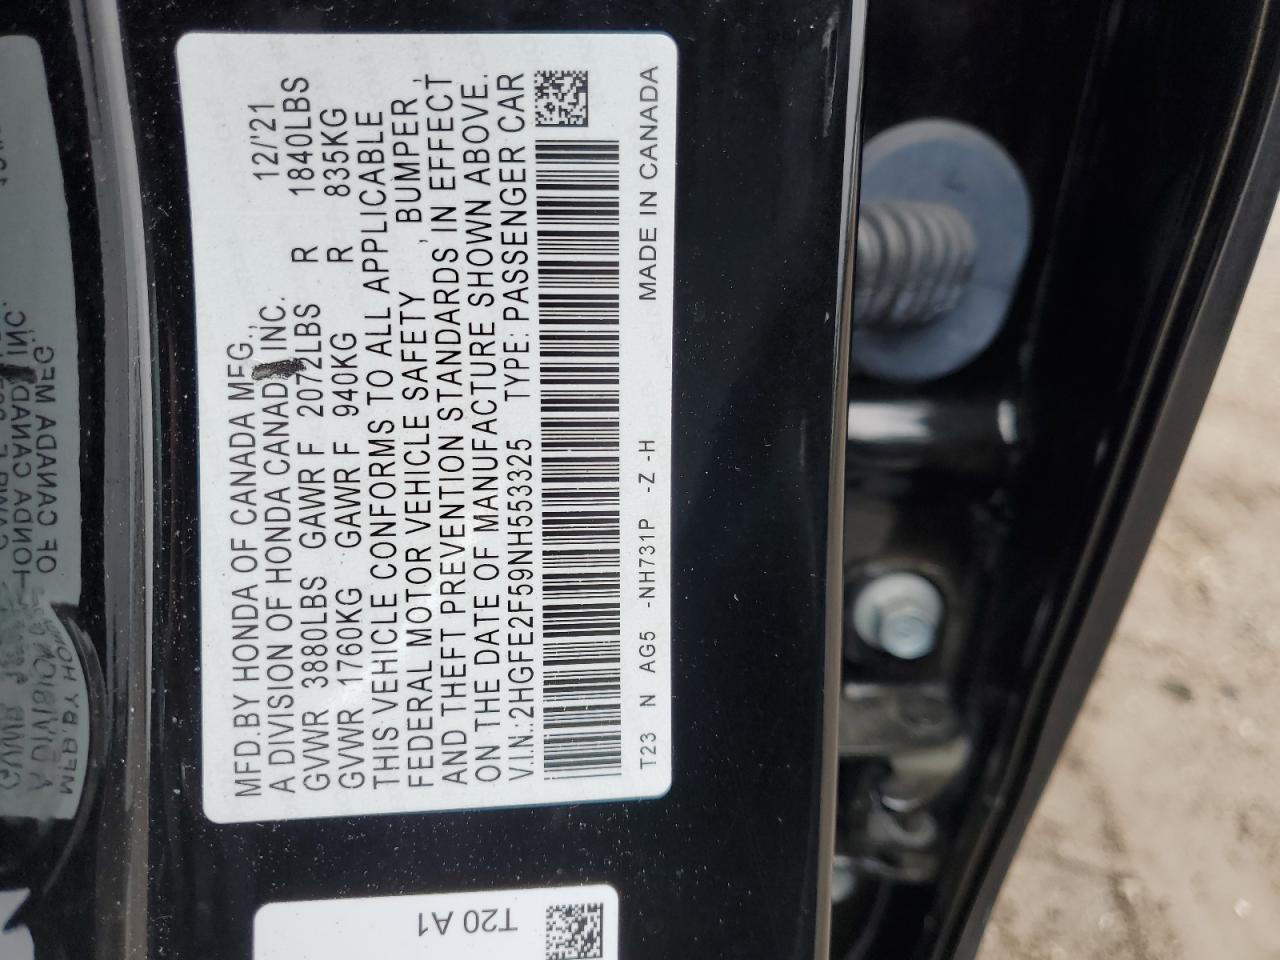 MFD.BY HONDA OF CANADA MFG.,
A DIVISION OF HONDA CANADA INC. 12/'21
GVWR 3880LBS GAWR F 2072LBS R 1840LBS
GVWR 1760KG GAWR F 940KG R 835KG
THIS VEHICLE CONFORMS TO ALL APPLICABLE
FEDERAL MOTOR VEHICLE SAFETY, BUMPER,
AND THEFT PREVENTION STANDARDS IN EFFECT
ON THE DATE OF MANUFACTURE SHOWN ABOVE.
V.I.N.:2HGFE2F59NH553325 TYPE: PASSENGER CAR
T23 N AG5 -NH731P -Z -H MADE IN CANADA
T20 A1